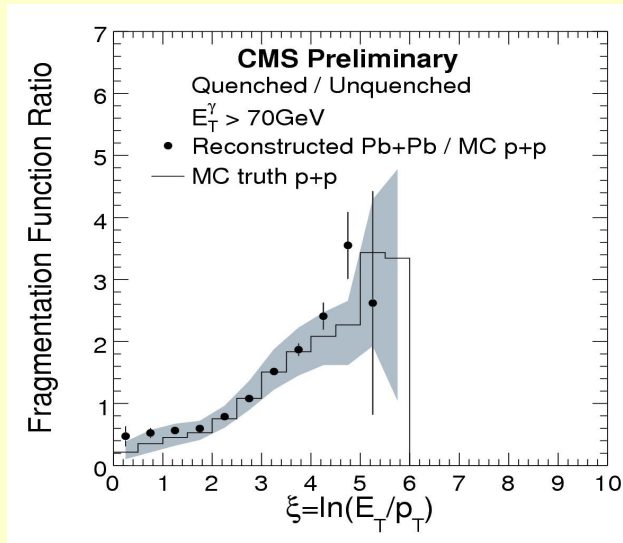 CMS Preliminary
Quenched / Unquenched
E_T^γ > 70GeV
Reconstructed Pb+Pb / MC p+p
MC truth p+p
Fragmentation Function Ratio
7
6
5
4
3
2
1
0
0 1 2 3 4 5 6 7 8 9 10
ξ=ln(E_T/p_T)